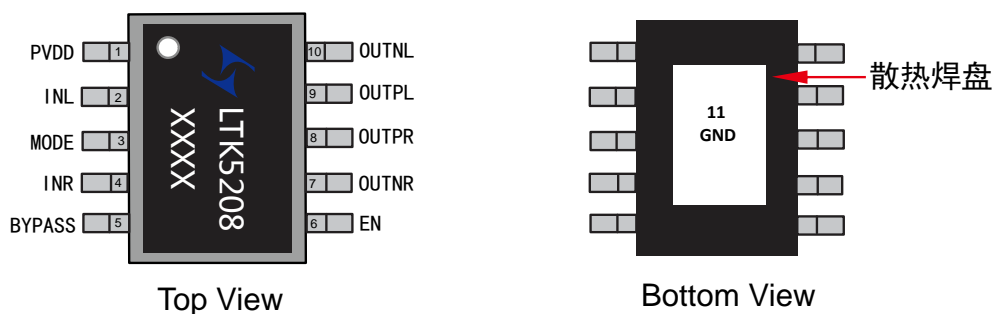 PVDD 1 10 OUTNL
INL 2 9 OUTPL
MODE 3 8 OUTPR
INR 4 7 OUTNR
BYPASS 5 6 EN
LTK5208
XXXX
Top View
11
GND
散热焊盘
Bottom View